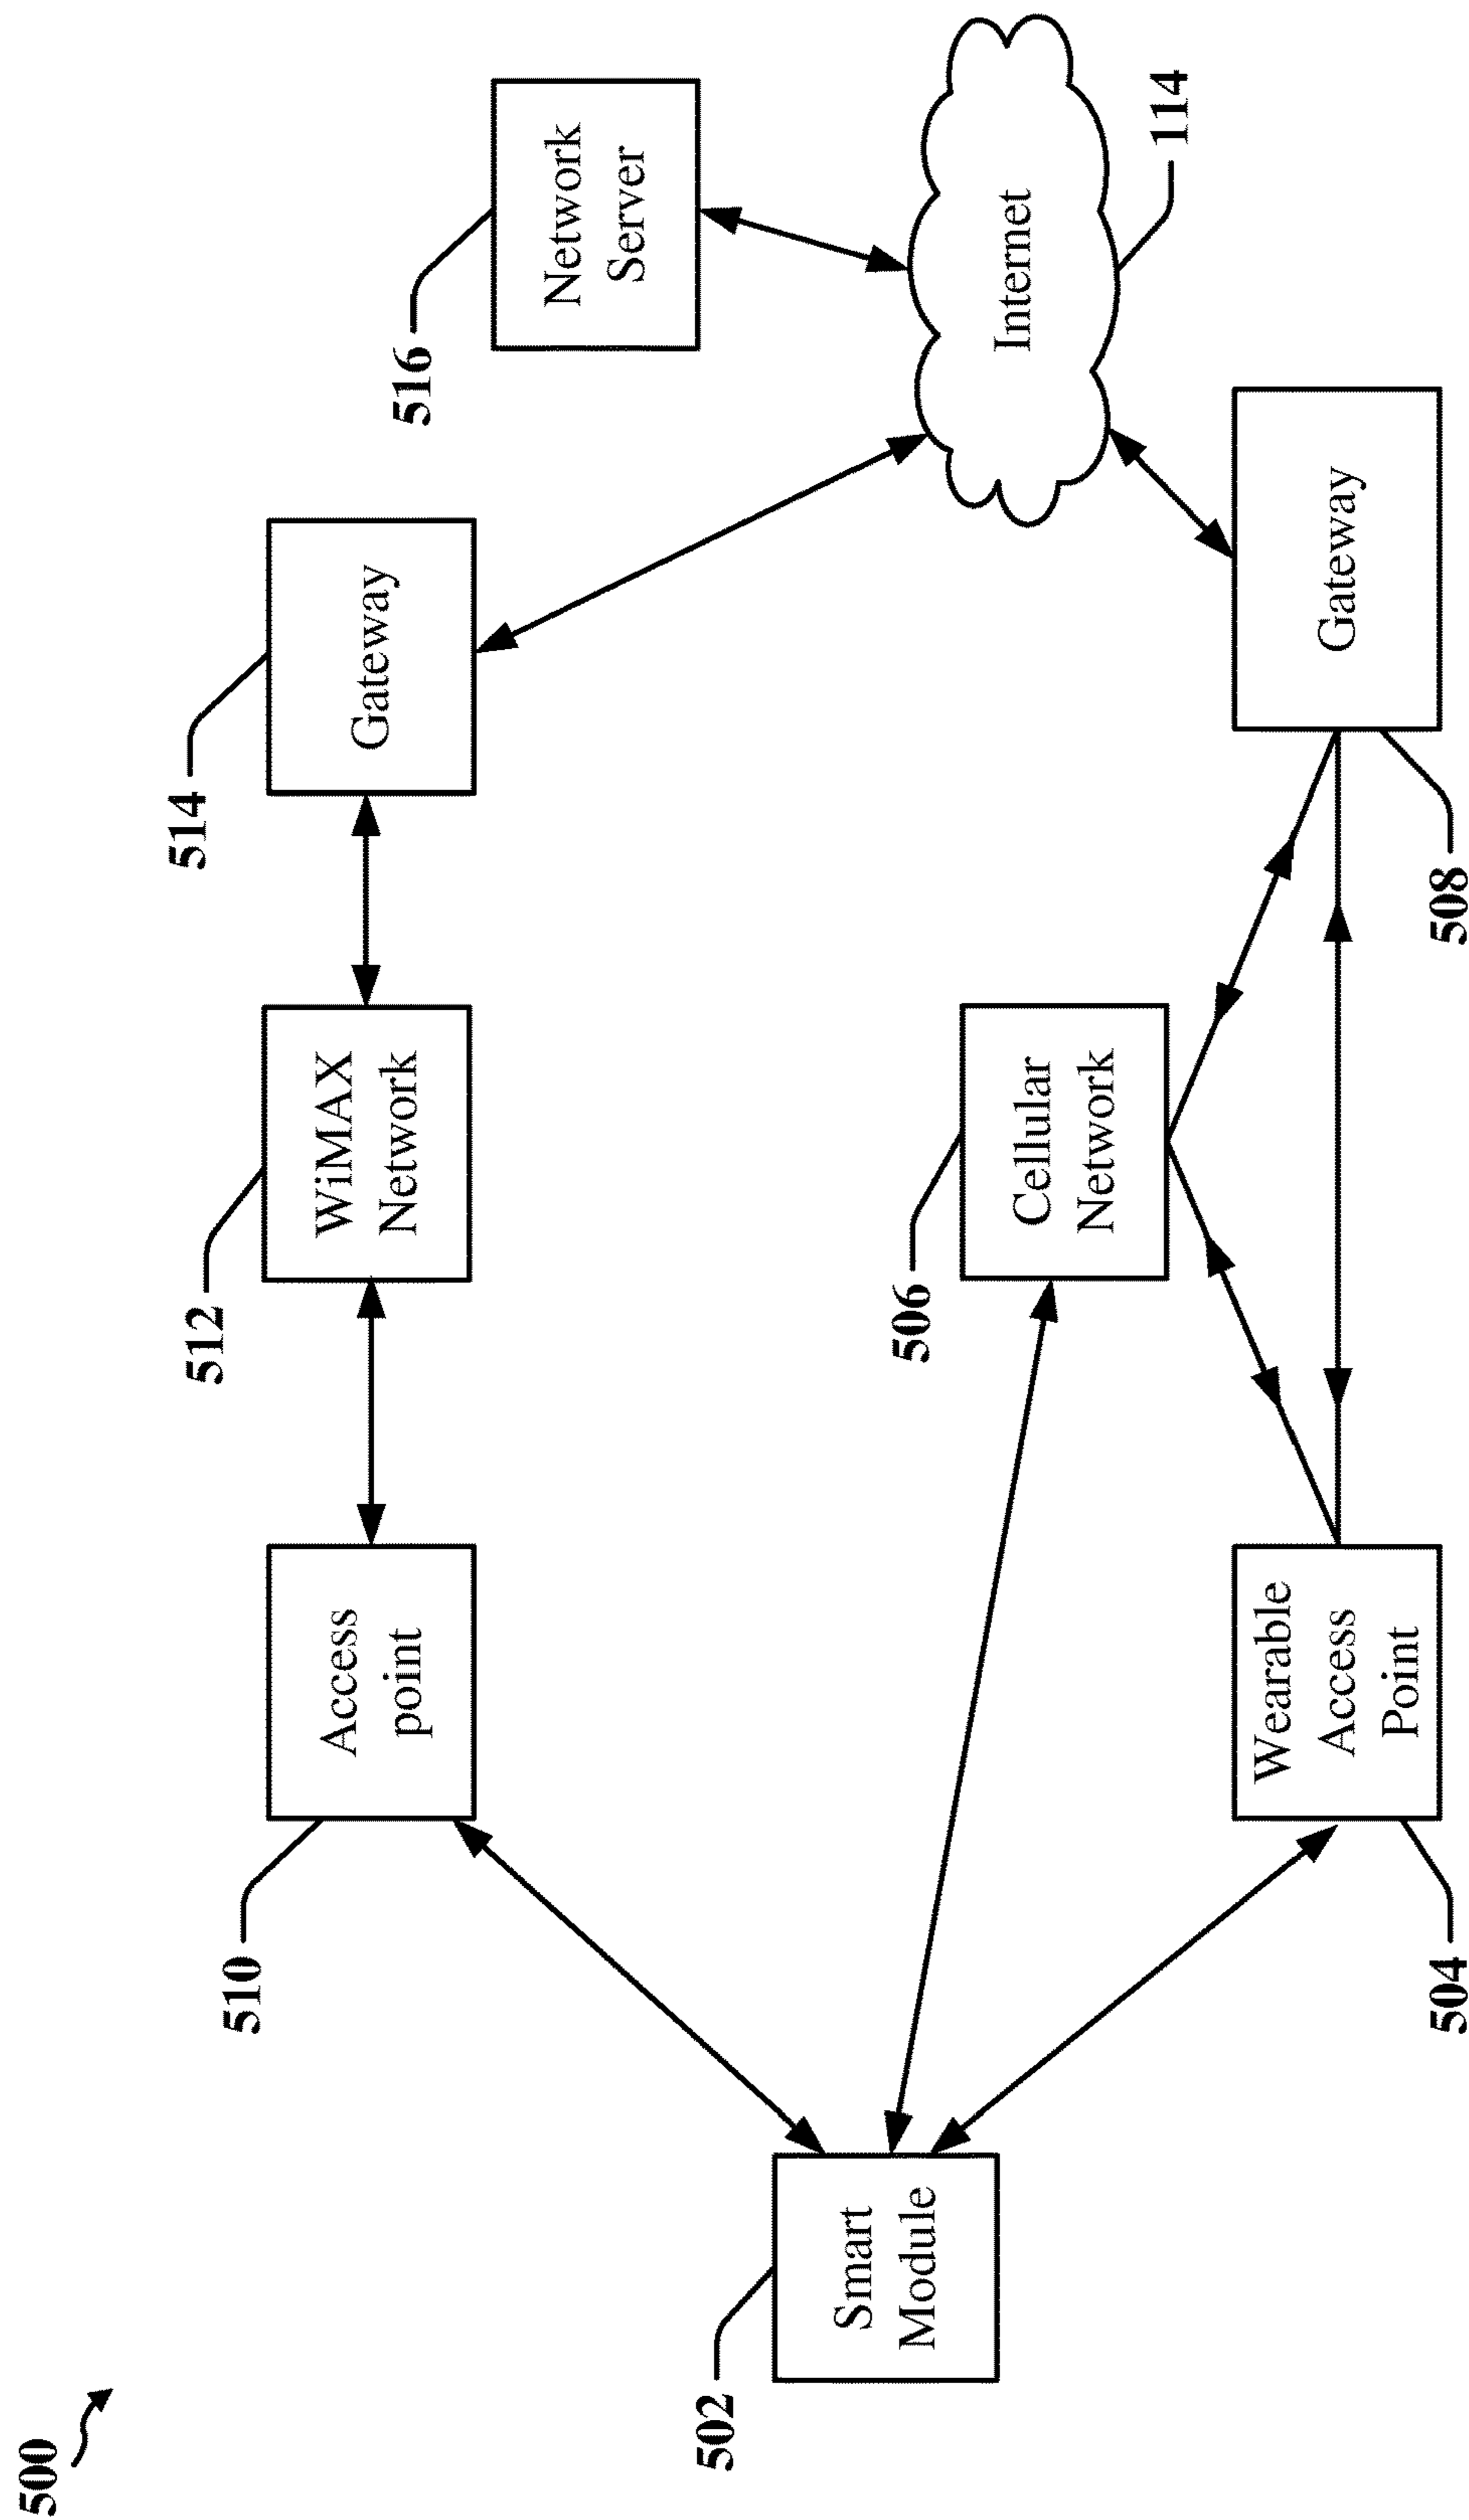 500
502
Smart
Module
510
Access
point
512
WiMAX
Network
514
Gateway
516
Network
Server
506
Cellular
Network
Internet
114
Wearable
Access
Point
504
Gateway
508